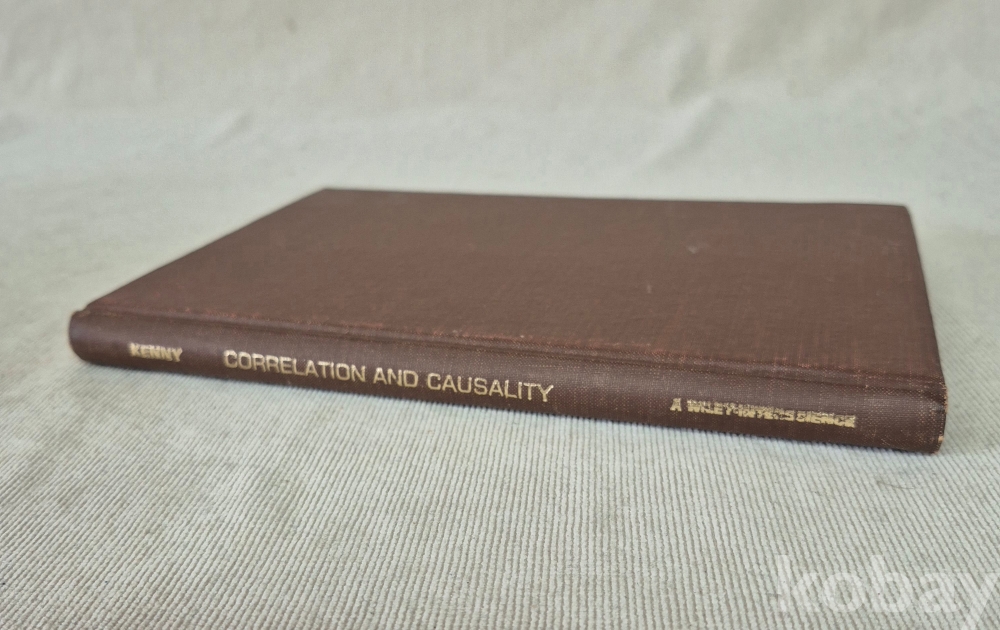 KENNY CORRELATION AND CAUSALITY A WILEY-INTERSCIENCE
kobay